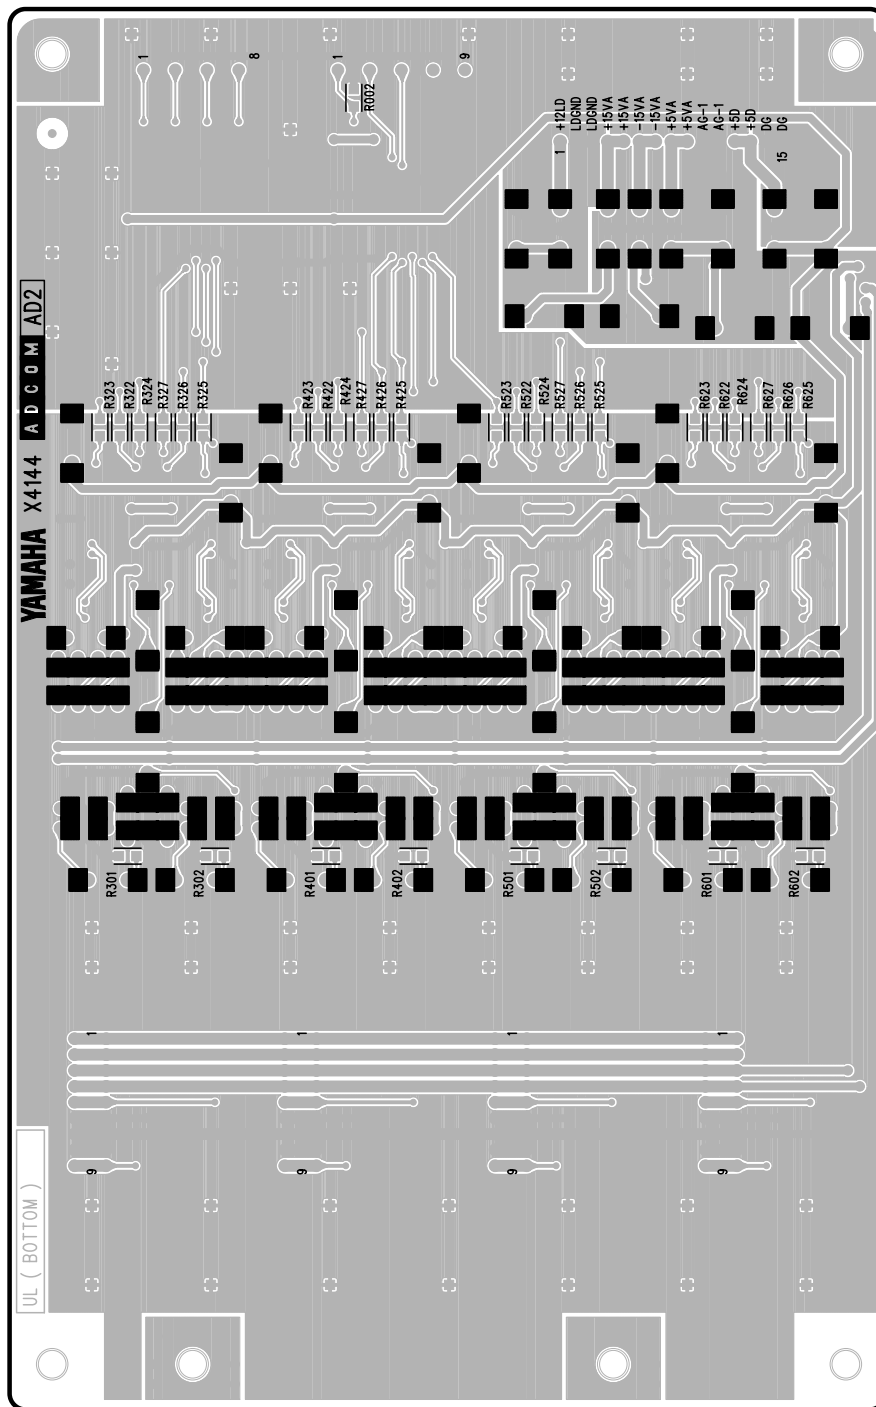 1
8
1
9
R002
+12LD
LDGND
LDGND
+15VA
+15VA
-15VA
-15VA
+5VA
+5VA
AG-1
AG-1
+5D
+5D
DG
DG
1
15
YAMAHA X4144 ADCOM AD2
R323
R322
R324
R327
R326
R325
R423
R422
R424
R427
R426
R425
R523
R522
R524
R527
R526
R525
R623
R622
R624
R627
R626
R625
R301
R302
R401
R402
R501
R502
R601
R602
1
1
1
1
9
9
9
9
UL ( BOTTOM )